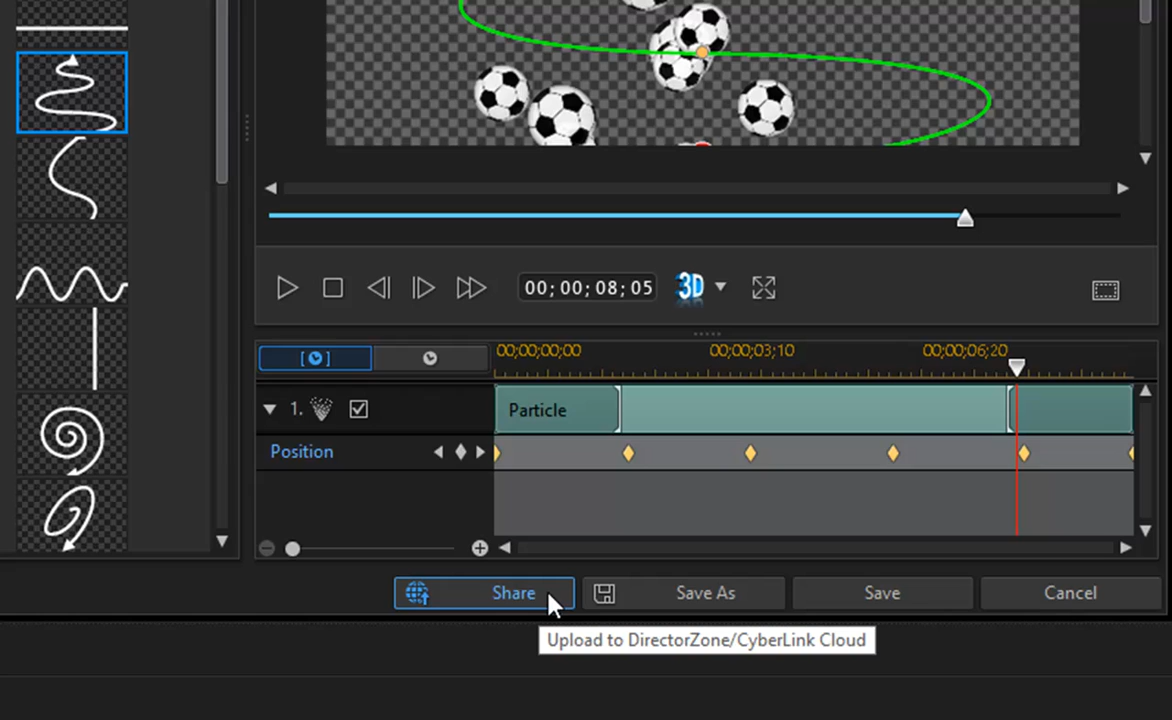 00;00;08;05 3D
00;00;00;00 00;00;03;10 00;00;06;20
1. Particle
Position
Share Save As Save Cancel
Upload to DirectorZone/CyberLink Cloud